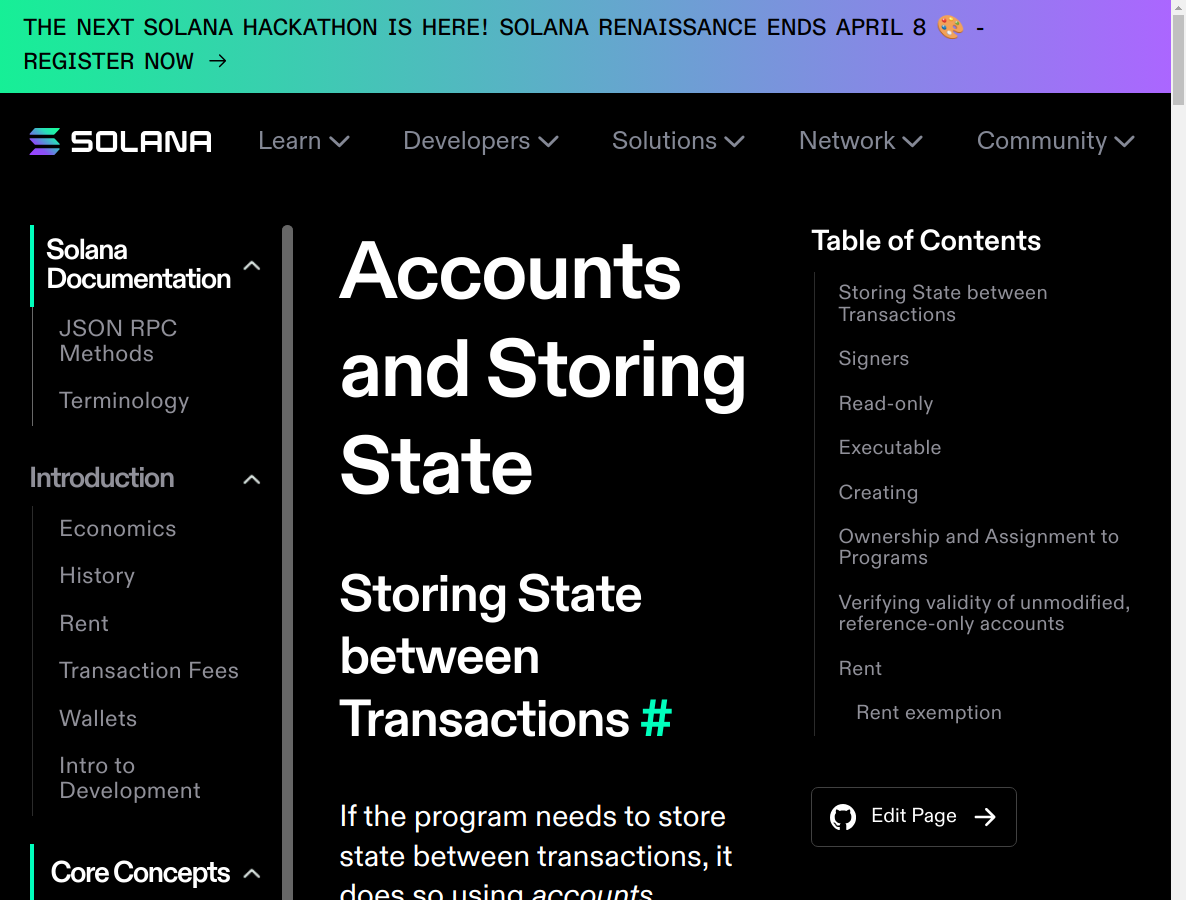 THE NEXT SOLANA HACKATHON IS HERE! SOLANA RENAISSANCE ENDS APRIL 8 🎨 -
REGISTER NOW →
SOLANA
Learn
Developers
Solutions
Network
Community
Solana
Documentation
JSON RPC
Methods
Terminology
Introduction
Economics
History
Rent
Transaction Fees
Wallets
Intro to
Development
Core Concepts
Accounts
and Storing
State
Storing State
between
Transactions #
If the program needs to store
state between transactions, it
does so using accounts.
Table of Contents
Storing State between
Transactions
Signers
Read-only
Executable
Creating
Ownership and Assignment to
Programs
Verifying validity of unmodified,
reference-only accounts
Rent
Rent exemption
Edit Page →